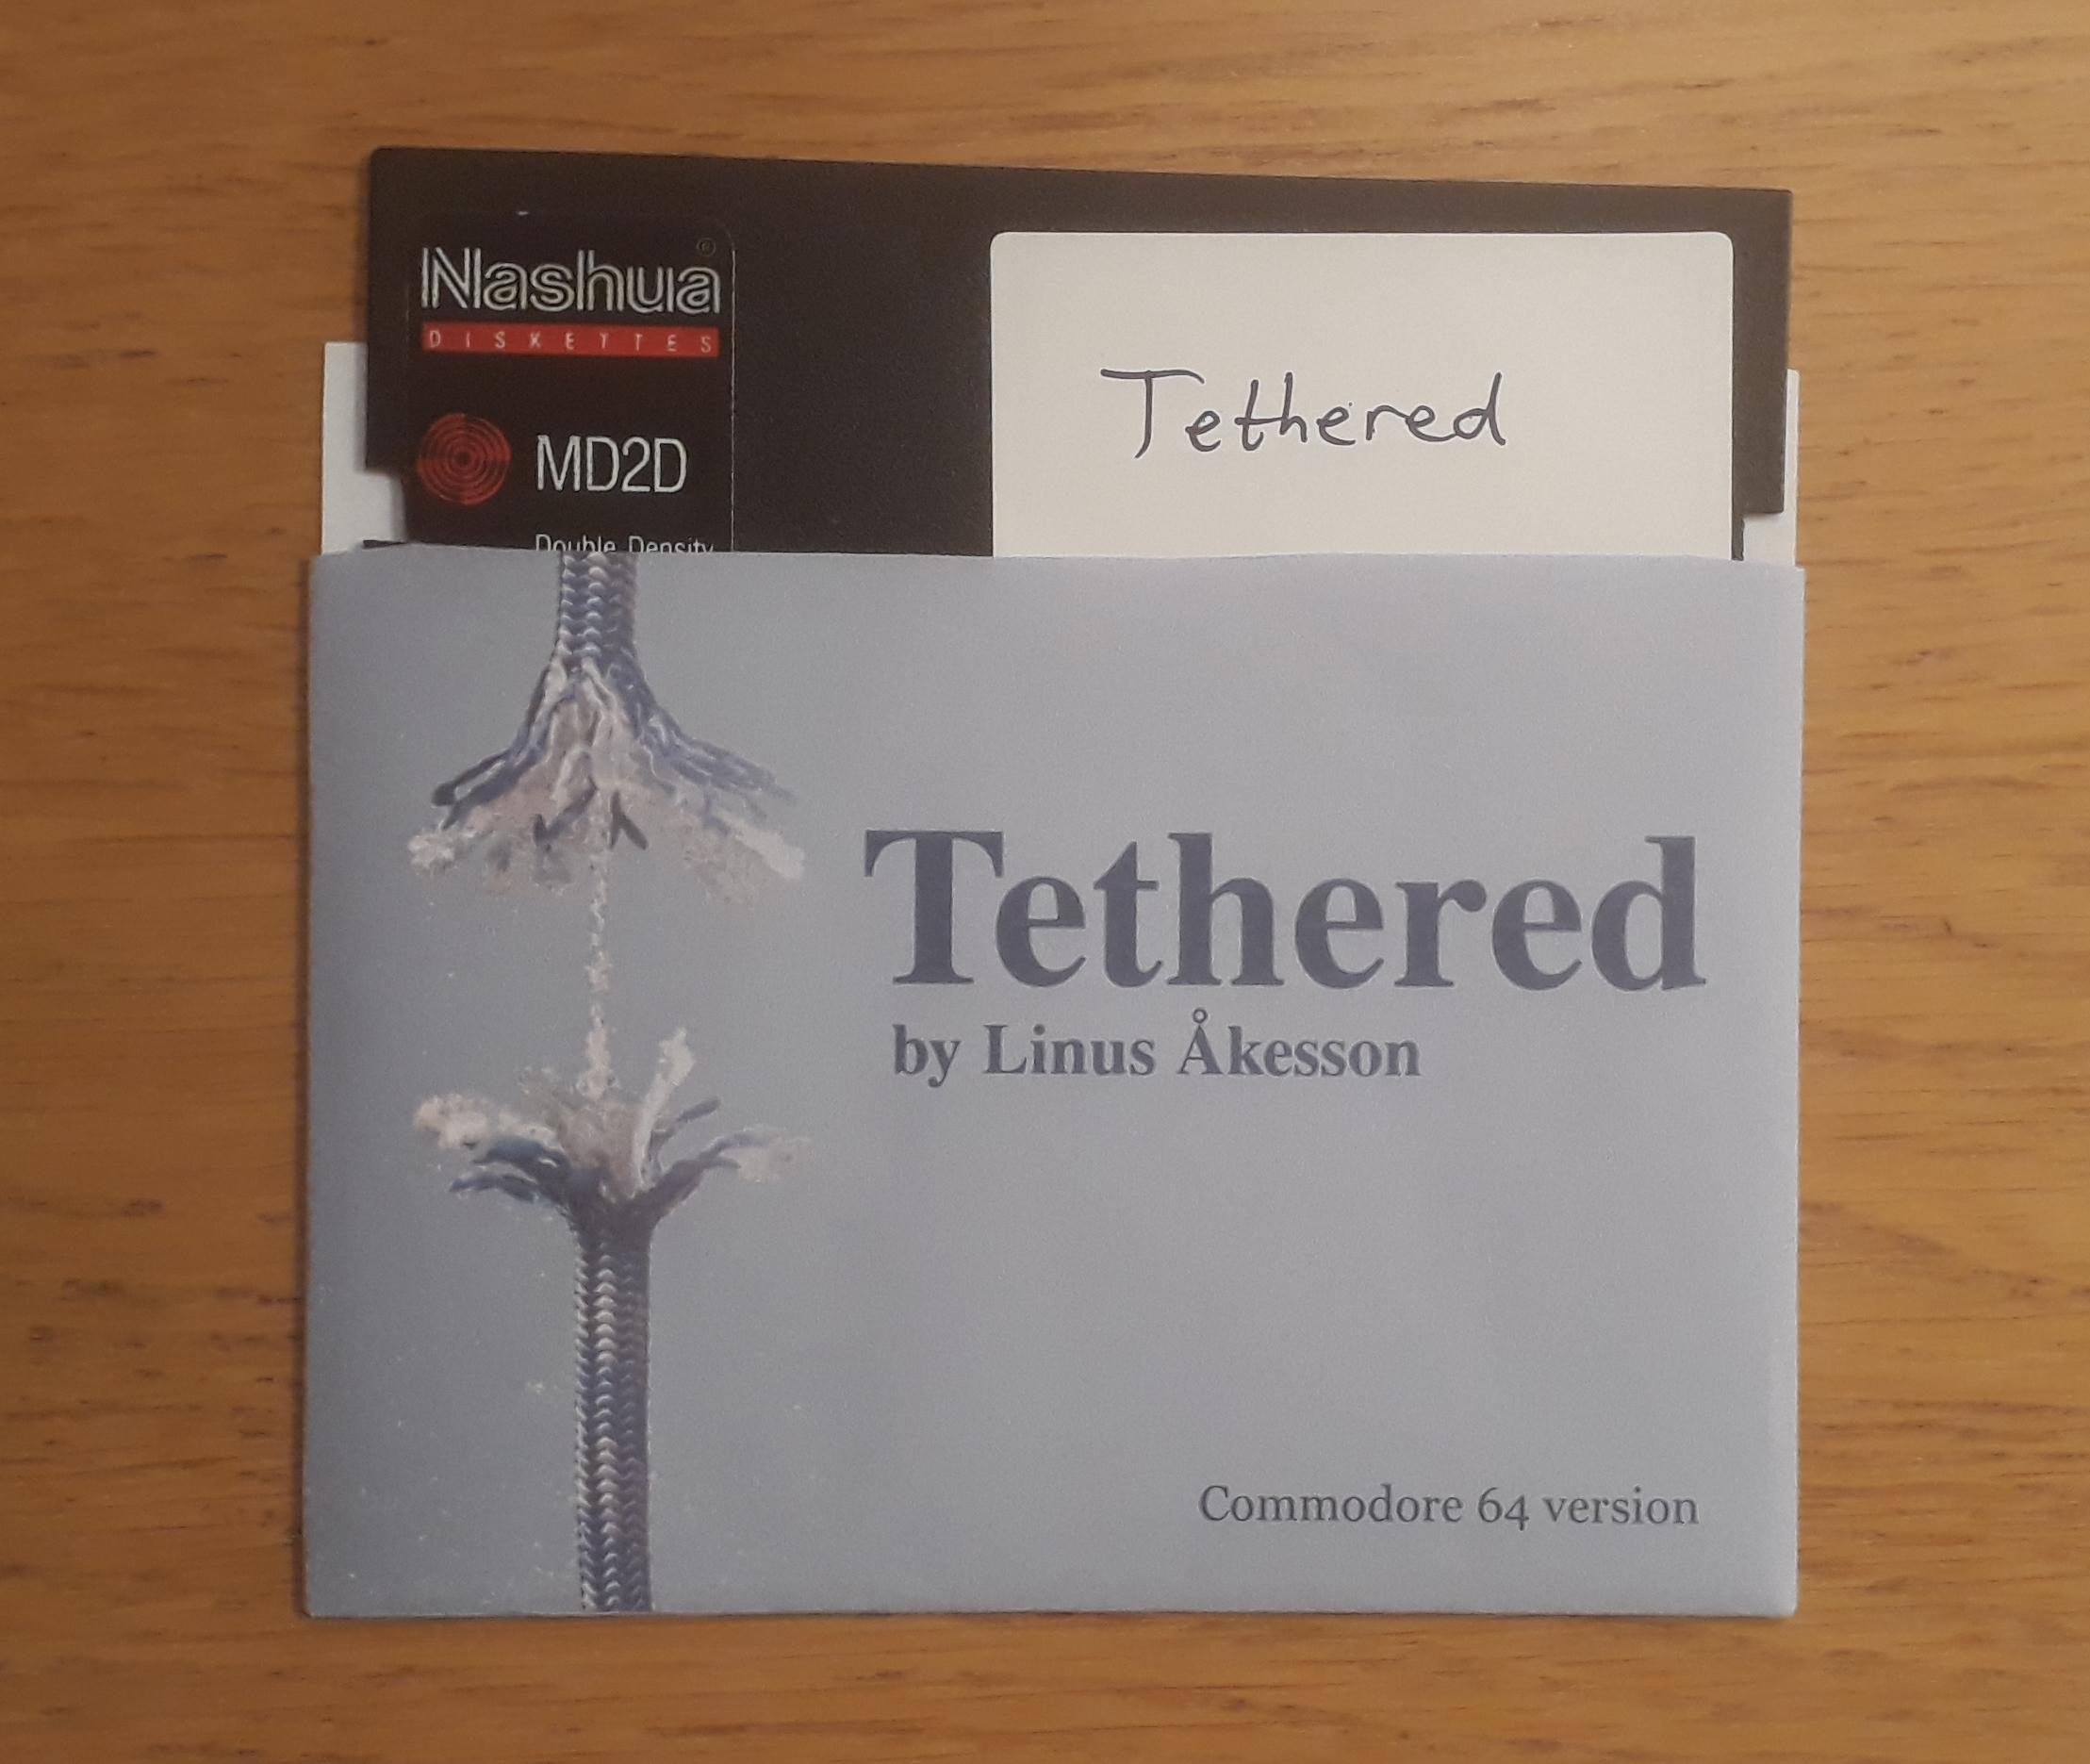 Nashua
DISKETTES
MD2D
Double Density
Tethered
Tethered
by Linus Åkesson
Commodore 64 version